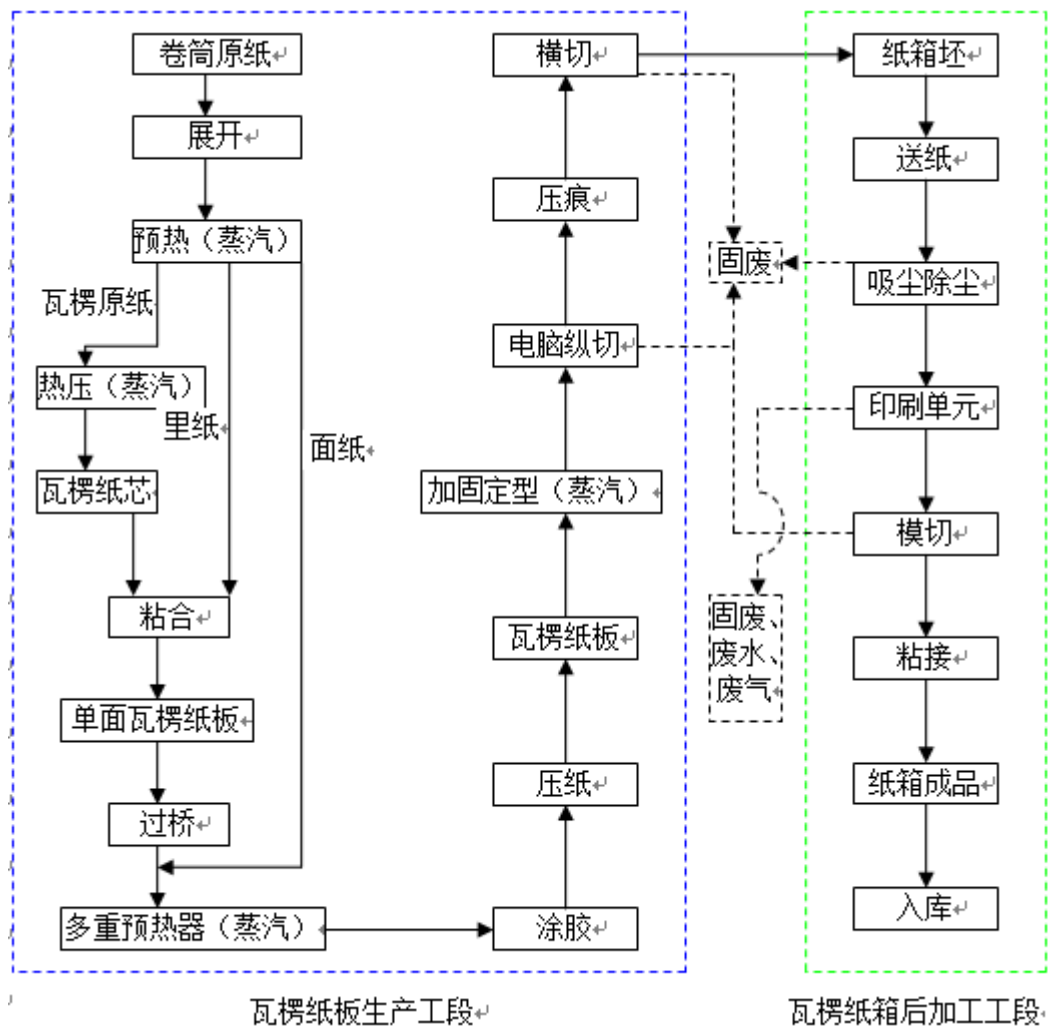 卷筒原纸
展开
预热（蒸汽）
瓦楞原纸
热压（蒸汽）
里纸
面纸
瓦楞纸芯
粘合
单面瓦楞纸板
过桥
多重预热器（蒸汽）
横切
压痕
电脑纵切
加固定型（蒸汽）
瓦楞纸板
压纸
涂胶
固废
固废、
废水、
废气
纸箱坯
送纸
吸尘除尘
印刷单元
模切
粘接
纸箱成品
入库
瓦楞纸板生产工段
瓦楞纸箱后加工工段